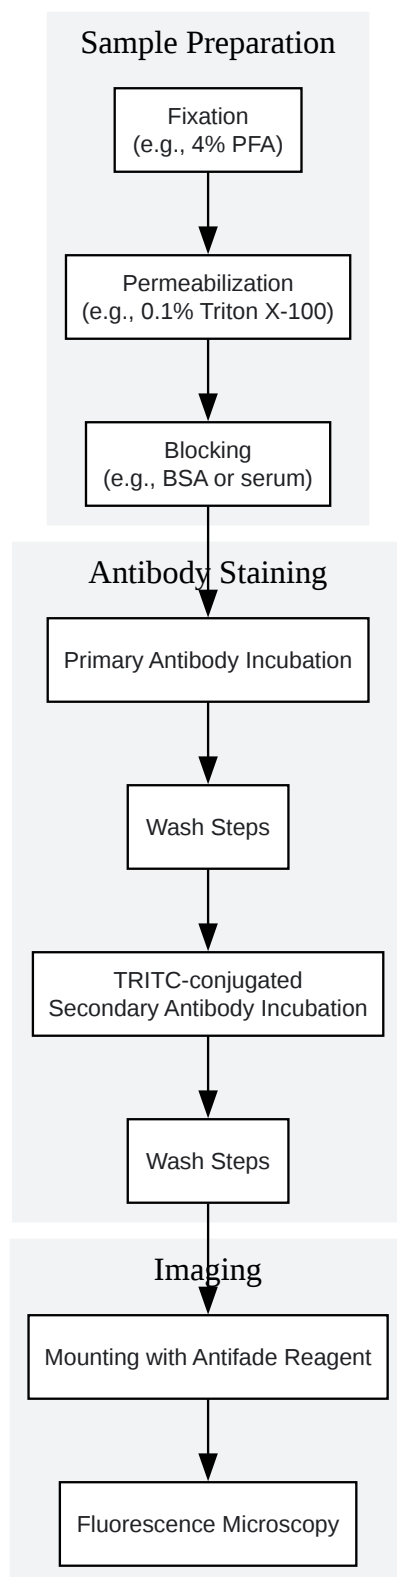 Sample Preparation
Fixation
(e.g., 4% PFA)
Permeabilization
(e.g., 0.1% Triton X-100)
Blocking
(e.g., BSA or serum)
Antibody Staining
Primary Antibody Incubation
Wash Steps
TRITC-conjugated
Secondary Antibody Incubation
Wash Steps
Imaging
Mounting with Antifade Reagent
Fluorescence Microscopy